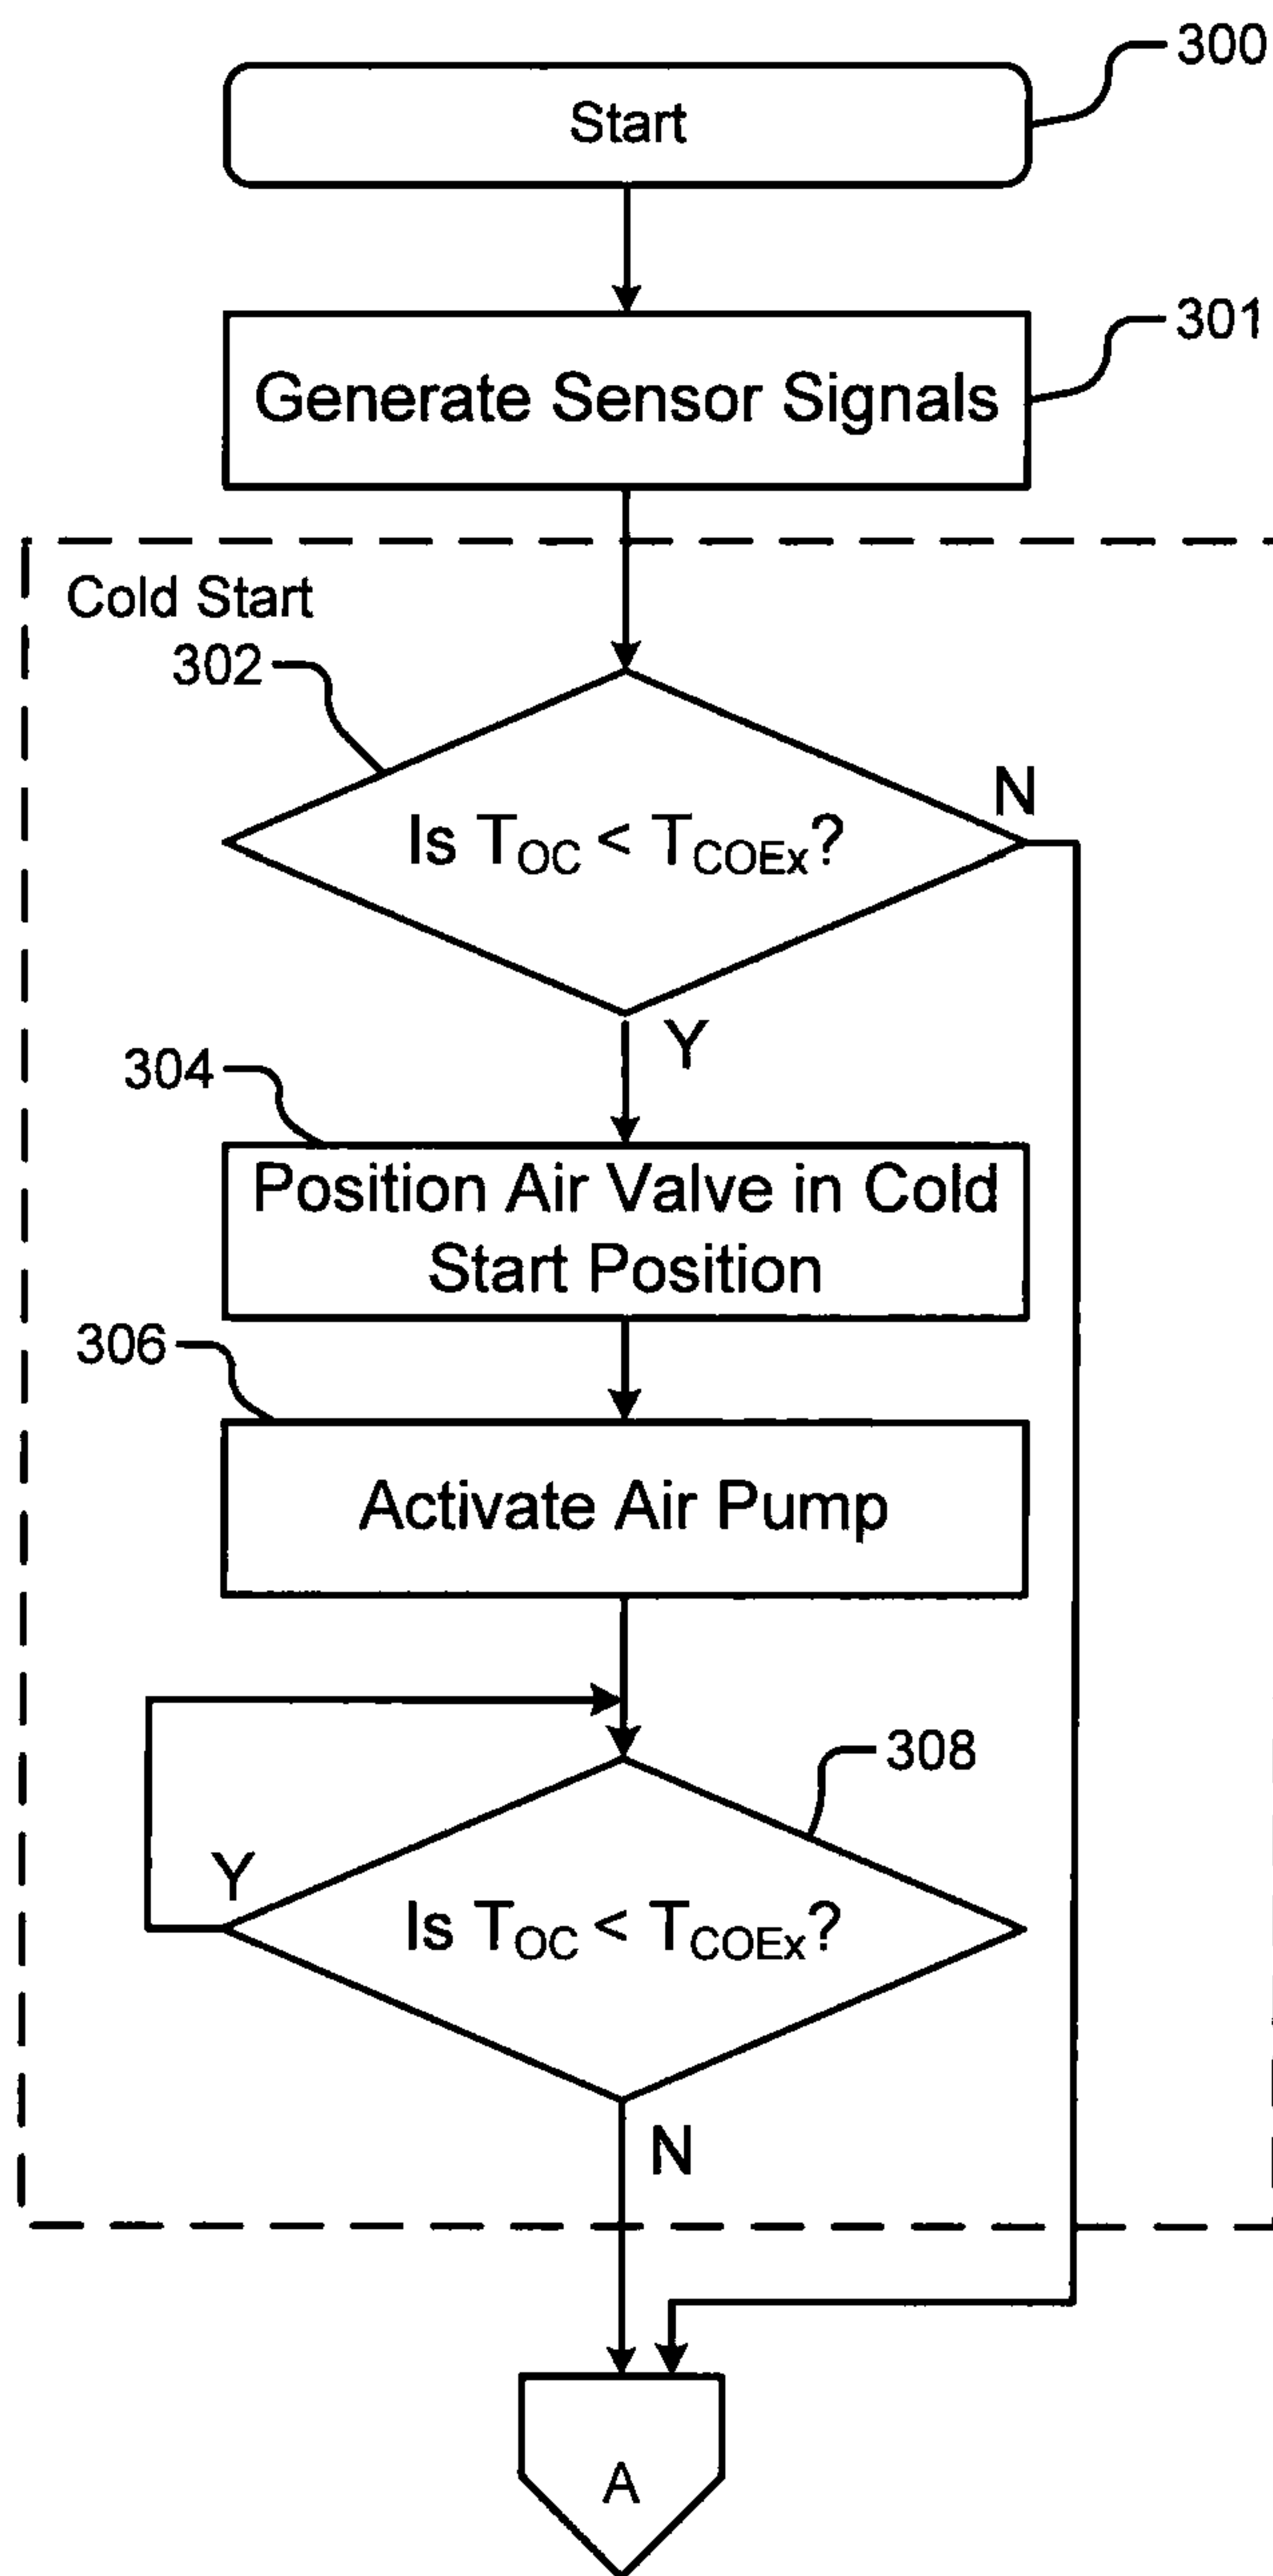 300
Start
301
Generate Sensor Signals
Cold Start
302
N
Is T_OC < T_COEx?
Y
304
Position Air Valve in Cold
Start Position
306
Activate Air Pump
308
Y
Is T_OC < T_COEx?
N
A